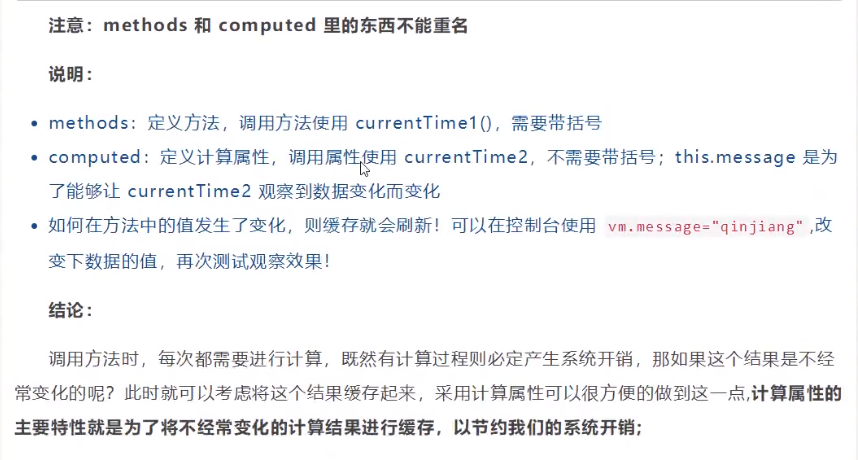 注意：methods 和 computed 里的东西不能重名
说明：
• methods：定义方法，调用方法使用 currentTime1()，需要带括号
• computed：定义计算属性，调用属性使用 currentTime2，不需要带括号；this.message 是为
了能够让 currentTime2 观察到数据变化而变化
• 如何在方法中的值发生了变化，则缓存就会刷新！可以在控制台使用 vm.message="qinjiang",改
变下数据的值，再次测试观察效果！
结论：
调用方法时，每次都需要进行计算，既然有计算过程则必定产生系统开销，那如果这个结果是不经
常变化的呢？此时就可以考虑将这个结果缓存起来，采用计算属性可以很方便的做到这一点,计算属性的
主要特性就是为了将不经常变化的计算结果进行缓存，以节约我们的系统开销；